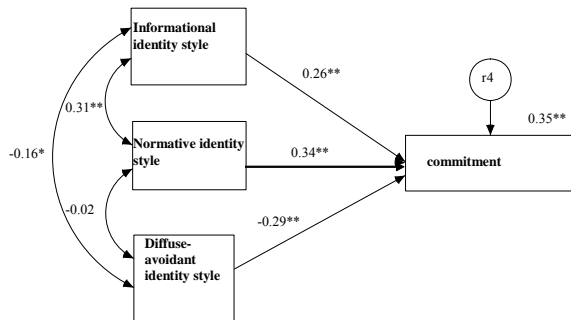 Informational
identity style
0.26**
r4
0.31**
0.35**
Normative identity
style
0.34**
commitment
-0.16*
-0.02
-0.29**
Diffuse-
avoidant
identity style